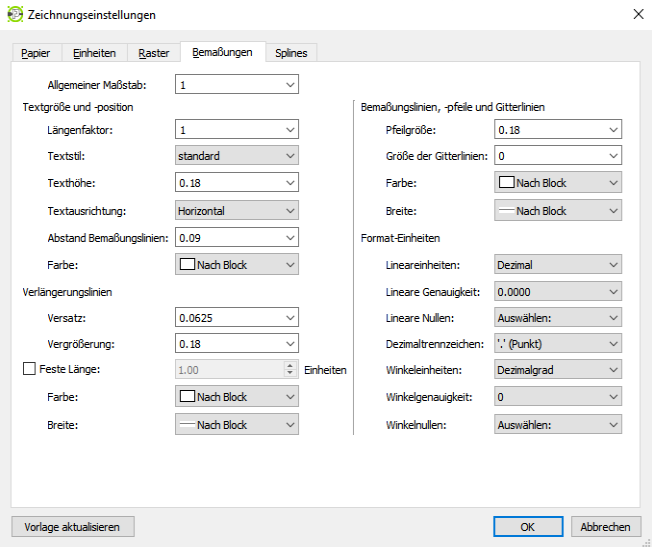 Zeichnungseinstellungen
Papier Einheiten Raster Bemaßungen Splines
Allgemeiner Maßstab: 1
Textgröße und -position
Längenfaktor: 1
Textstil: standard
Texthöhe: 0.18
Textausrichtung: Horizontal
Abstand Bemaßungslinien: 0.09
Farbe: Nach Block
Verlängerungslinien
Versatz: 0.0625
Vergrößerung: 0.18
Feste Länge: 1.00 Einheiten
Farbe: Nach Block
Breite: Nach Block
Bemaßungslinien, -pfeile und Gitterlinien
Pfeilgröße: 0.18
Größe der Gitterlinien: 0
Farbe: Nach Block
Breite: Nach Block
Format-Einheiten
Lineareinheiten: Dezimal
Lineare Genauigkeit: 0.0000
Lineare Nullen: Auswählen:
Dezimaltrennzeichen: '.' (Punkt)
Winkeleinheiten: Dezimalgrad
Winkelgenauigkeit: 0
Winkelnullen: Auswählen:
Vorlage aktualisieren OK Abbrechen